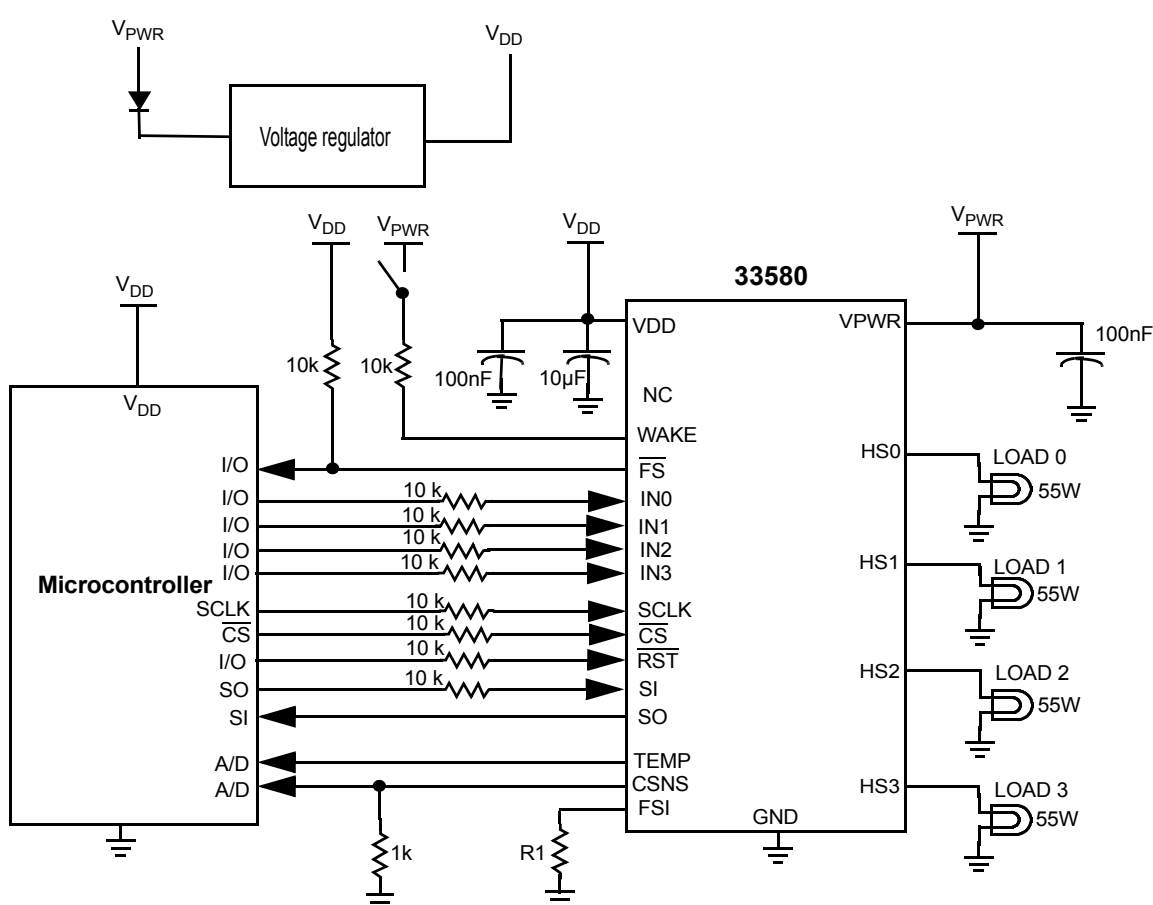 VPWR
VDD
Voltage regulator
VDD
VPWR
VDD
VPWR
33580
VDD
VDD
VPWR
100nF
10k
10k
100nF
10µF
VDD
NC
WAKE
I/O
FS
HS0
LOAD 0
55W
I/O
10 k
IN0
I/O
10 k
IN1
I/O
10 k
IN2
I/O
10 k
IN3
HS1
LOAD 1
55W
Microcontroller
SCLK
10 k
SCLK
CS
10 k
CS
I/O
10 k
RST
SO
10 k
SI
HS2
LOAD 2
55W
SI
SO
A/D
TEMP
A/D
CSNS
FSI
HS3
LOAD 3
55W
GND
1k
R1